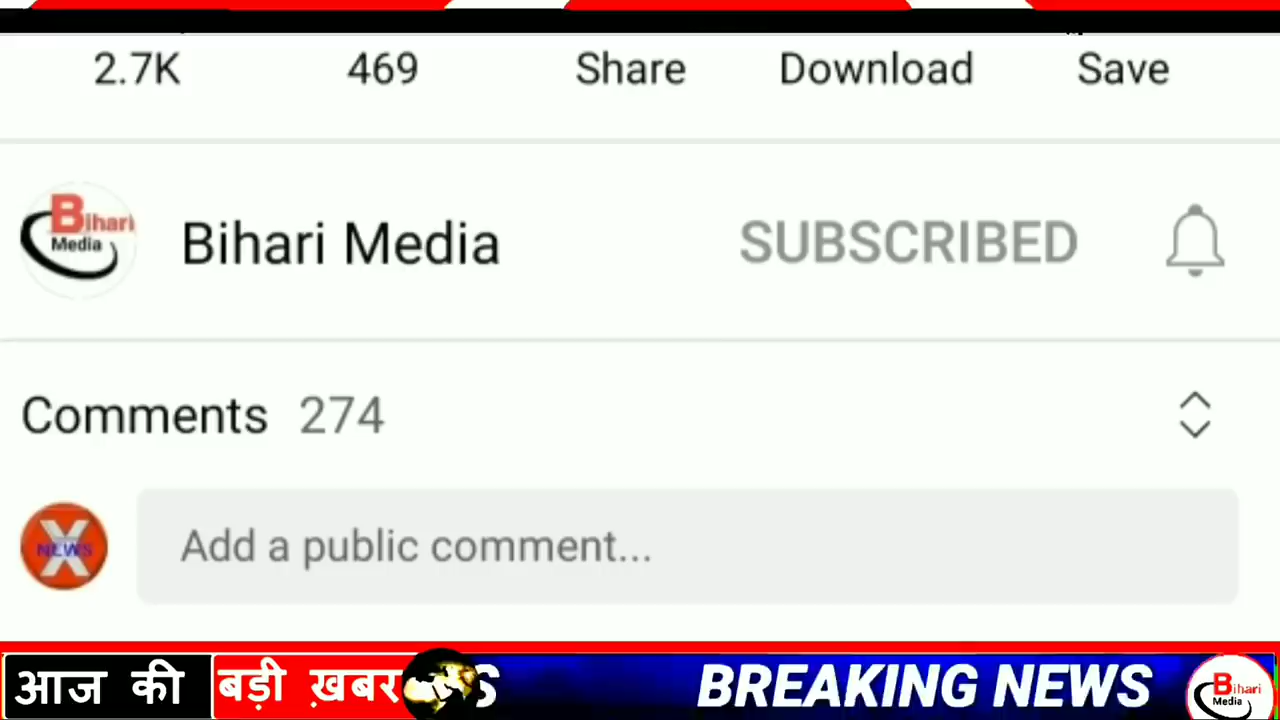 2.7K 469 Share Download Save
Bihari Media
Bihari Media SUBSCRIBED
Comments 274
X NEWS
Add a public comment...
आज की बड़ी ख़बर S BREAKING NEWS
Bihari Media